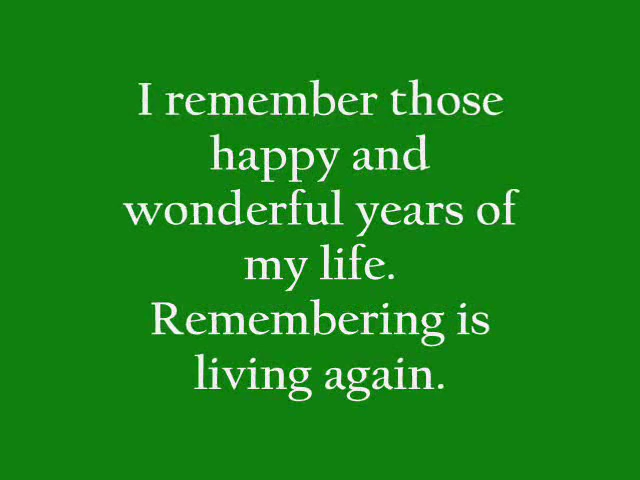 I remember those
happy and
wonderful years of
my life.
Remembering is
living again.